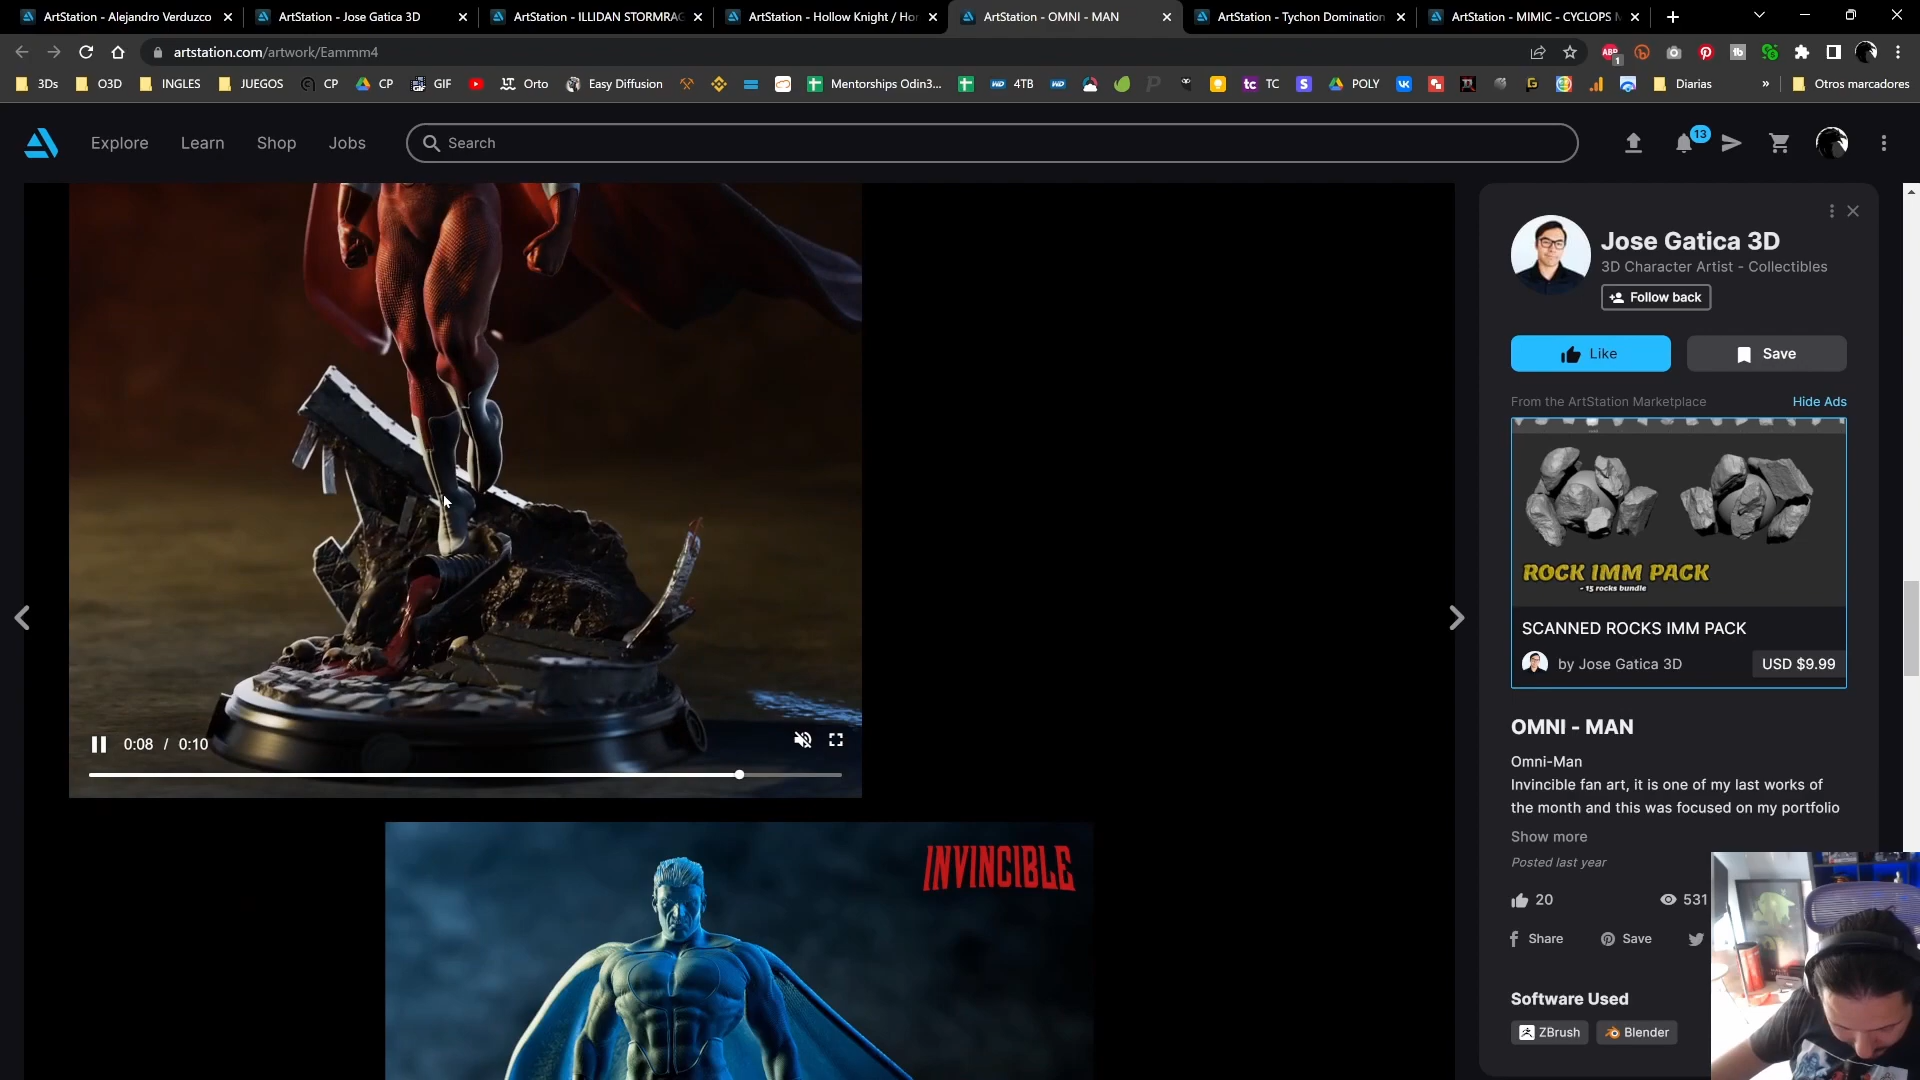 ArtStation - Alejandro Verduzco
ArtStation - Jose Gatica 3D
ArtStation - ILLIDAN STORMRAG
ArtStation - Hollow Knight / Hor
ArtStation - OMNI - MAN
ArtStation - Tychon Domination
ArtStation - MIMIC - CYCLOPS
artstation.com/artwork/Eammm4
ABP
1
3Ds
O3D
INGLES
JUEGOS
CP
CP
GIF
Orto
Easy Diffusion
Mentorships Odin3...
4TB
TC
POLY
Diarias
»
Otros marcadores
Explore
Learn
Shop
Jobs
Search
13
Jose Gatica 3D
3D Character Artist - Collectibles
Follow back
Like
Save
From the ArtStation Marketplace
Hide Ads
ROCK IMM PACK
- 15 rocks bundle
SCANNED ROCKS IMM PACK
by Jose Gatica 3D
USD $9.99
0:08 / 0:10
OMNI - MAN
Omni-Man
Invincible fan art, it is one of my last works of
the month and this was focused on my portfolio
Show more
Posted last year
20
531
Share
Save
Software Used
ZBrush
Blender
INVINCIBLE